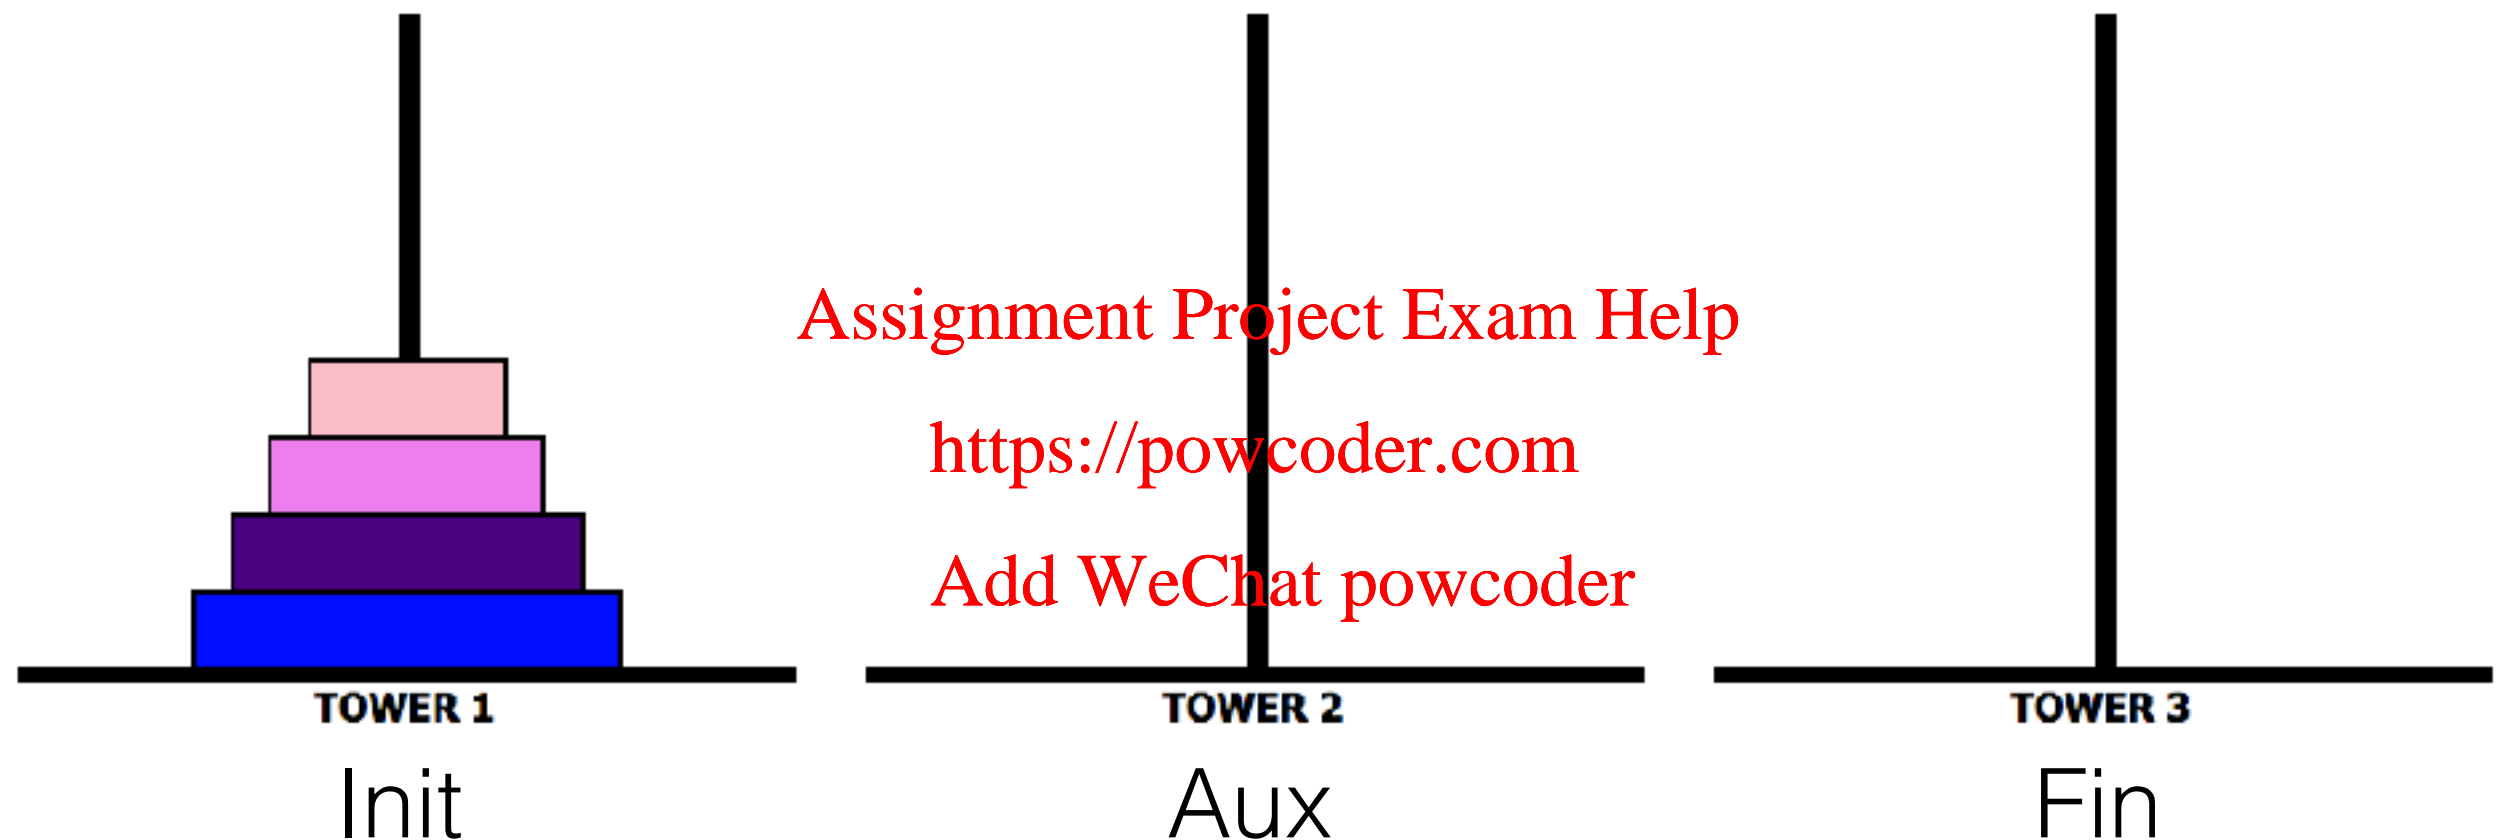 Assignment Project Exam Help
https://powcoder.com
Add WeChat powcoder
TOWER 1 TOWER 2 TOWER 3
Init Aux Fin